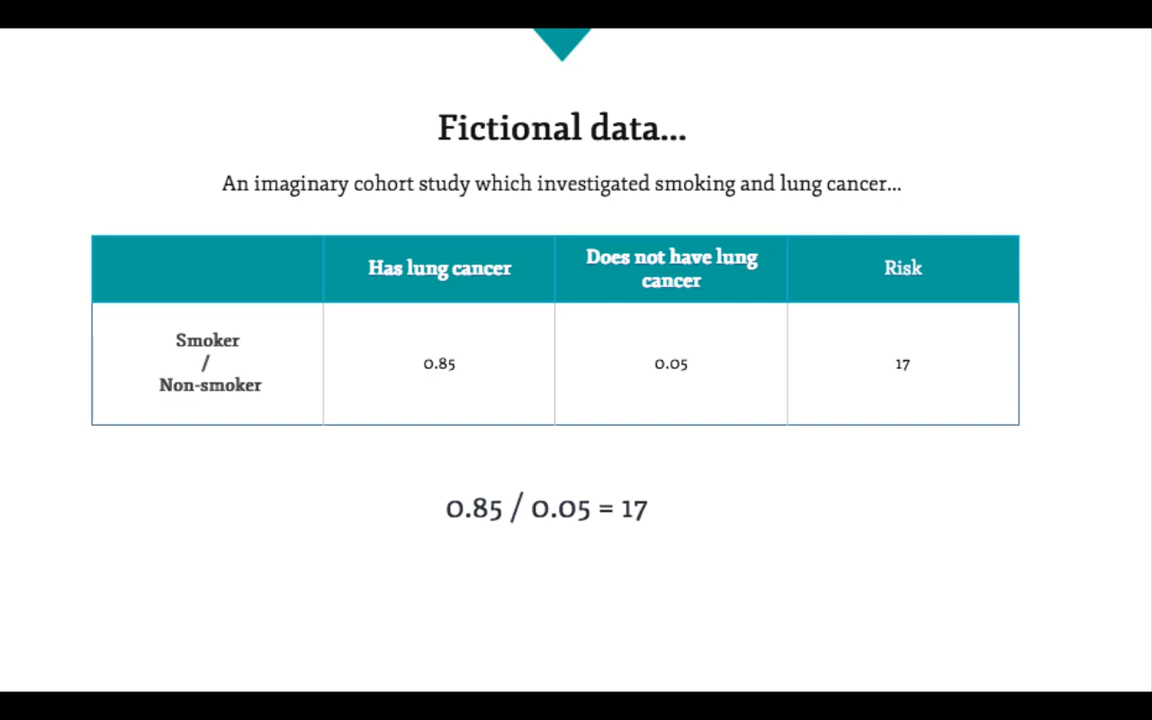 Fictional data...
An imaginary cohort study which investigated smoking and lung cancer...
Has lung cancer
Does not have lung
cancer
Risk
Smoker
/
Non-smoker
0.85
0.05
17
0.85 / 0.05 = 17